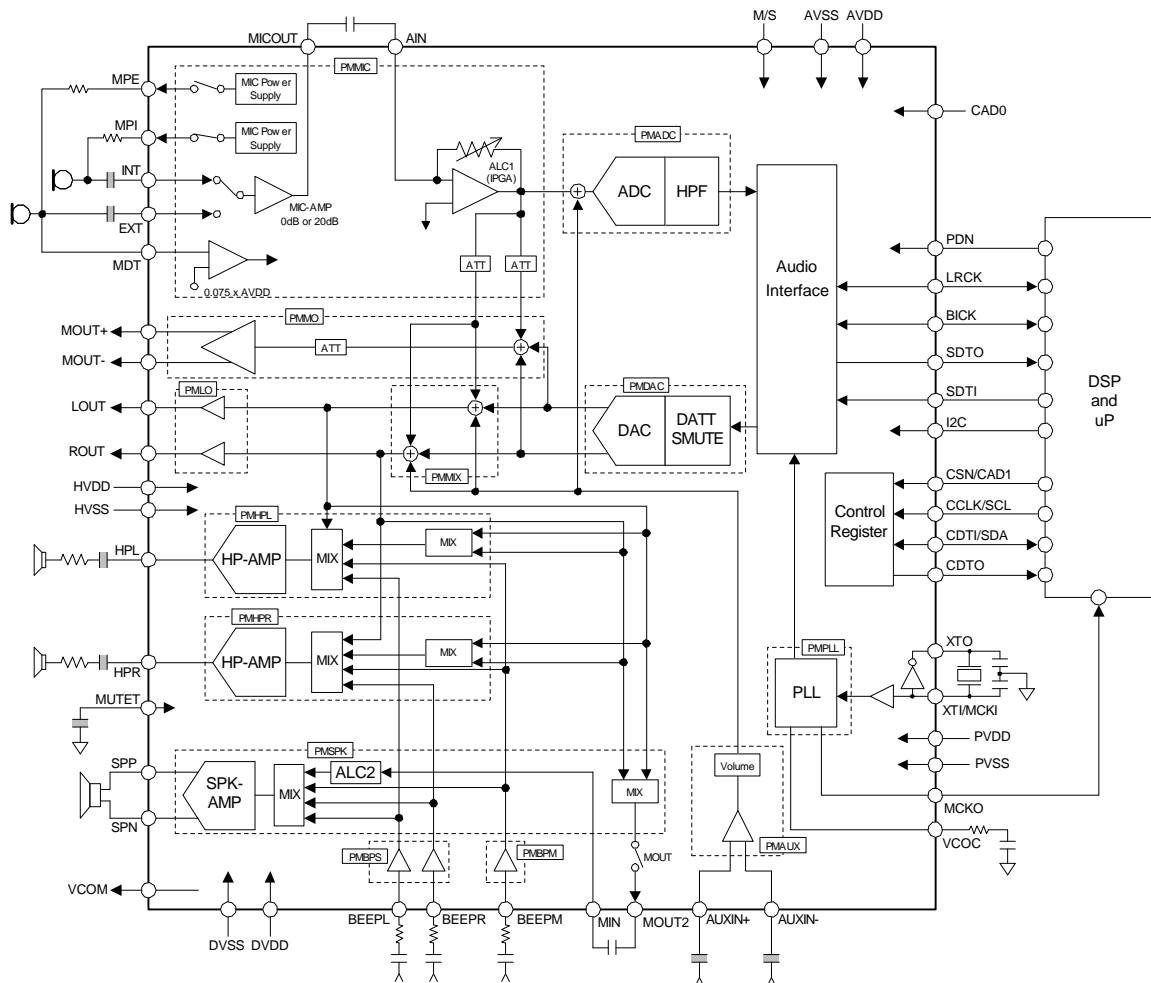 M/S
AVSS
AVDD
MICOUT
AIN
MPE
PMMIC
MIC Power
Supply
CAD0
MPI
MIC Power
Supply
PMADC
INT
ALC1
(IPGA)
ADC
HPF
MIC-AMP
0dB or 20dB
EXT
MDT
ATT
ATT
0.075 x AVDD
Audio
Interface
PDN
LRCK
BICK
SDTO
SDTI
I2C
DSP
and
uP
PMMO
MOUT+
MOUT-
ATT
PMLO
PMDAC
LOUT
DAC
DATT
SMUTE
ROUT
PMMIX
HVDD
HVSS
CSN/CAD1
CCLK/SCL
CDTI/SDA
CDTO
Control
Register
PMHPL
HPL
HP-AMP
MIX
MIX
PMHPR
HPR
HP-AMP
MIX
MIX
XTO
PMPLL
PLL
XTI/MCKI
MUTET
PVDD
PVSS
PMSPK
SPP
SPN
SPK-
AMP
MIX
ALC2
MIX
Volume
MCKO
VCOC
PMBPS
PMBPM
MOUT
PMAUX
VCOM
DVSS
DVDD
BEEPL
BEEPR
BEEPM
MIN
MOUT2
AUXIN+
AUXIN-